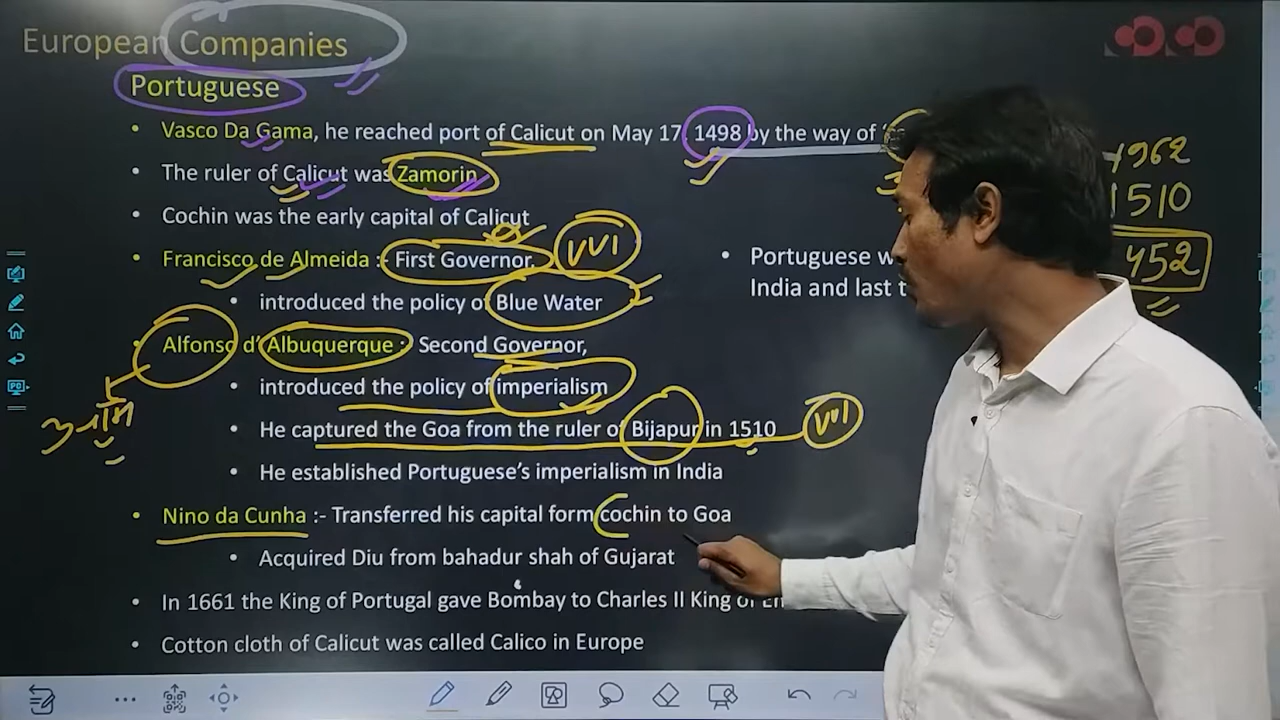 European Companies
Portuguese
• Vasco Da Gama, he reached port of Calicut on May 17, 1498 by the way of
• The ruler of Calicut was Zamorin
• Cochin was the early capital of Calicut
• Francisco de Almeida :- First Governor. VVI
• introduced the policy of Blue Water
• Alfonso d' Albuquerque : Second Governor,
• introduced the policy of imperialism
• He captured the Goa from the ruler of Bijapur in 1510 VVI
• He established Portuguese's imperialism in India
• Nino da Cunha :- Transferred his capital form cochin to Goa
• Acquired Diu from bahadur shah of Gujarat
• In 1661 the King of Portugal gave Bombay to Charles II King of
• Cotton cloth of Calicut was called Calico in Europe
• Portuguese
India and last
1962
1510
452